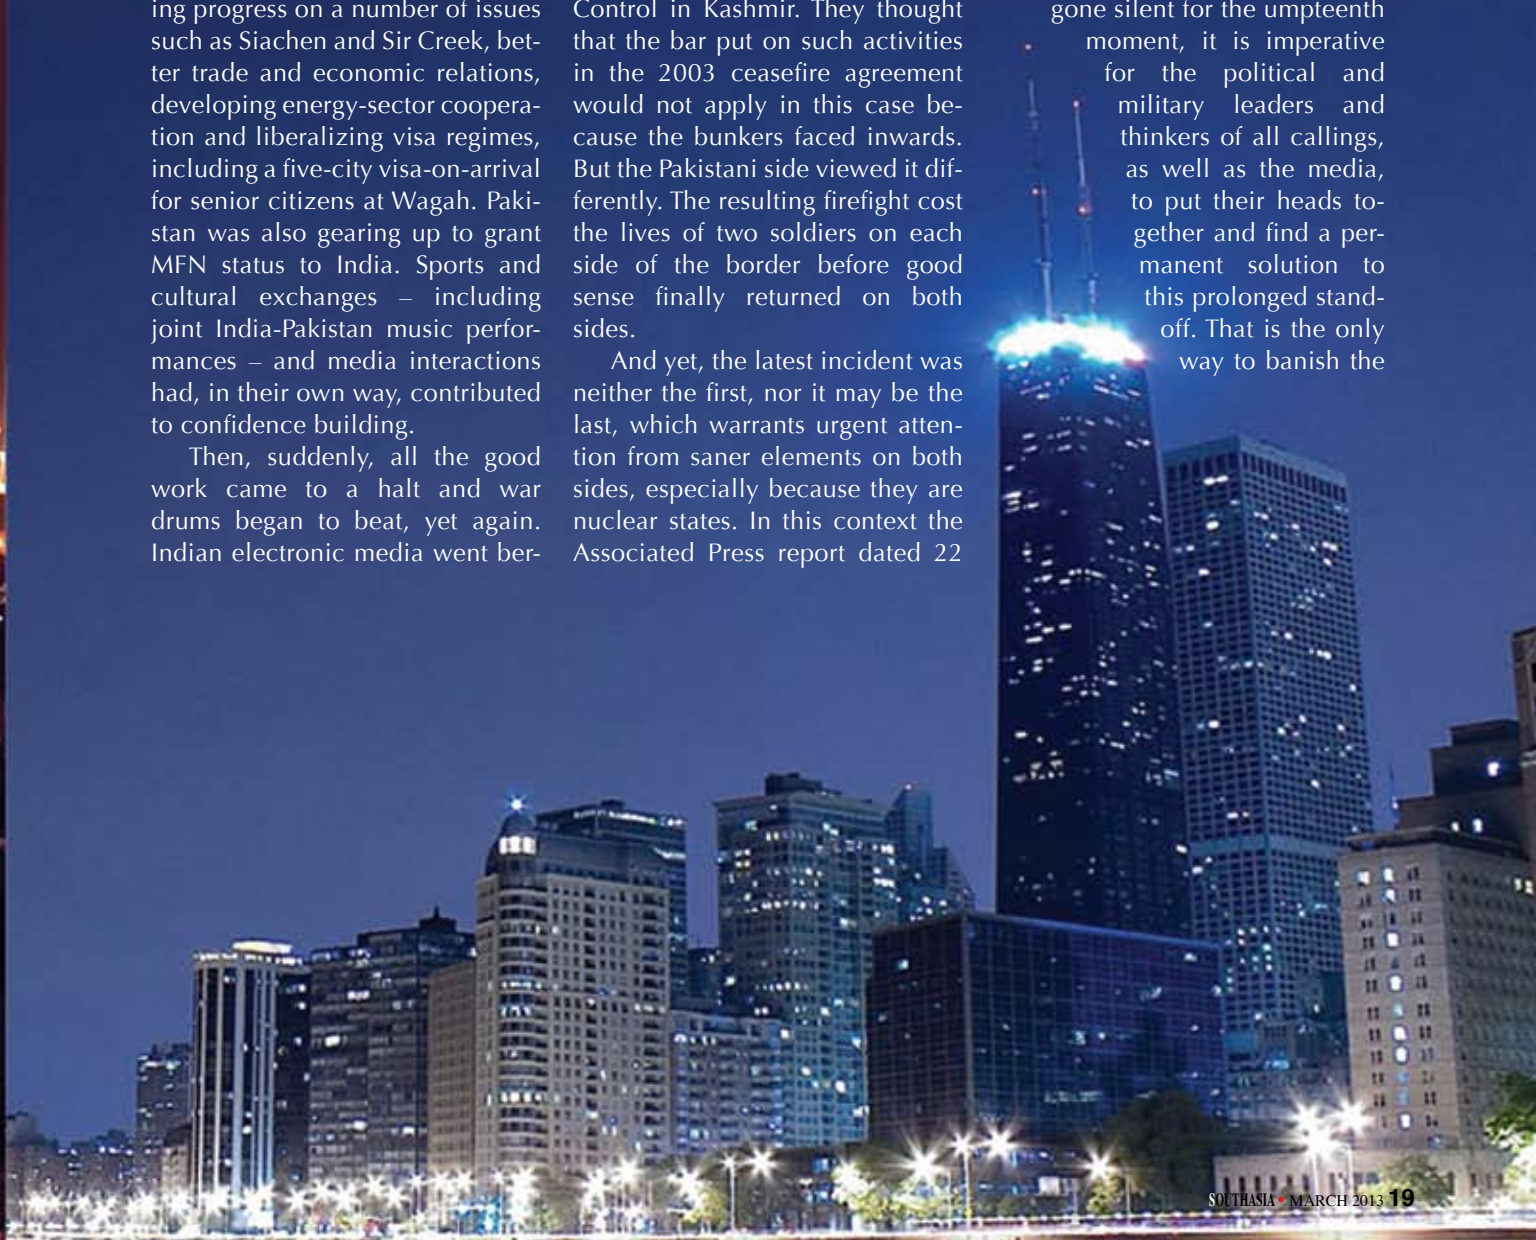 ing progress on a number of issues
such as Siachen and Sir Creek, bet-
ter trade and economic relations,
developing energy-sector coopera-
tion and liberalizing visa regimes,
including a five-city visa-on-arrival
for senior citizens at Wagah. Paki-
stan was also gearing up to grant
MFN status to India. Sports and
cultural exchanges – including
joint India-Pakistan music perfor-
mances – and media interactions
had, in their own way, contributed
to confidence building.
Then, suddenly, all the good
work came to a halt and war
drums began to beat, yet again.
Indian electronic media went ber-
Control in Kashmir. They thought
that the bar put on such activities
in the 2003 ceasefire agreement
would not apply in this case be-
cause the bunkers faced inwards.
But the Pakistani side viewed it dif-
ferently. The resulting firefight cost
the lives of two soldiers on each
side of the border before good
sense finally returned on both
sides.
And yet, the latest incident was
neither the first, nor it may be the
last, which warrants urgent atten-
tion from saner elements on both
sides, especially because they are
nuclear states. In this context the
Associated Press report dated 22
gone silent for the umpteenth
moment, it is imperative
for the political and
military leaders and
thinkers of all callings,
as well as the media,
to put their heads to-
gether and find a per-
manent solution to
this prolonged stand-
off. That is the only
way to banish the
SOUTHASIA • MARCH 2013 19